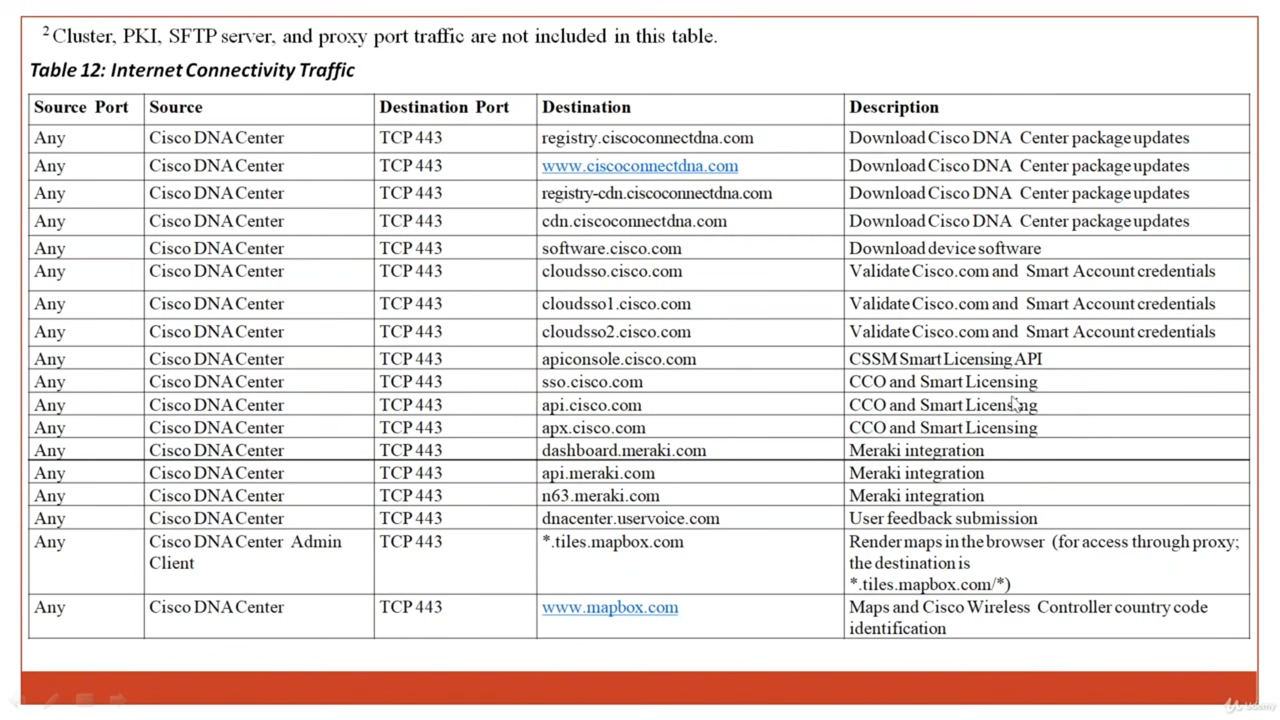 2 Cluster, PKI, SFTP server, and proxy port traffic are not included in this table.
Table 12: Internet Connectivity Traffic
Source Port Source Destination Port Destination Description
Any Cisco DNA Center TCP 443 registry.ciscoconnectdna.com Download Cisco DNA Center package updates
Any Cisco DNA Center TCP 443 www.ciscoconnectdna.com Download Cisco DNA Center package updates
Any Cisco DNA Center TCP 443 registry-cdn.ciscoconnectdna.com Download Cisco DNA Center package updates
Any Cisco DNA Center TCP 443 cdn.ciscoconnectdna.com Download Cisco DNA Center package updates
Any Cisco DNA Center TCP 443 software.cisco.com Download device software
Any Cisco DNA Center TCP 443 cloudsso.cisco.com Validate Cisco.com and Smart Account credentials
Any Cisco DNA Center TCP 443 cloudsso1.cisco.com Validate Cisco.com and Smart Account credentials
Any Cisco DNA Center TCP 443 cloudsso2.cisco.com Validate Cisco.com and Smart Account credentials
Any Cisco DNA Center TCP 443 apiconsole.cisco.com CSSM Smart Licensing API
Any Cisco DNA Center TCP 443 sso.cisco.com CCO and Smart Licensing
Any Cisco DNA Center TCP 443 api.cisco.com CCO and Smart Licensing
Any Cisco DNA Center TCP 443 apx.cisco.com CCO and Smart Licensing
Any Cisco DNA Center TCP 443 dashboard.meraki.com Meraki integration
Any Cisco DNA Center TCP 443 api.meraki.com Meraki integration
Any Cisco DNA Center TCP 443 n63.meraki.com Meraki integration
Any Cisco DNA Center TCP 443 dnacenter.uservoice.com User feedback submission
Any Cisco DNA Center Admin TCP 443 *.tiles.mapbox.com Render maps in the browser (for access through proxy;
Client the destination is
*.tiles.mapbox.com/*)
Any Cisco DNA Center TCP 443 www.mapbox.com Maps and Cisco Wireless Controller country code
identification
Udemy